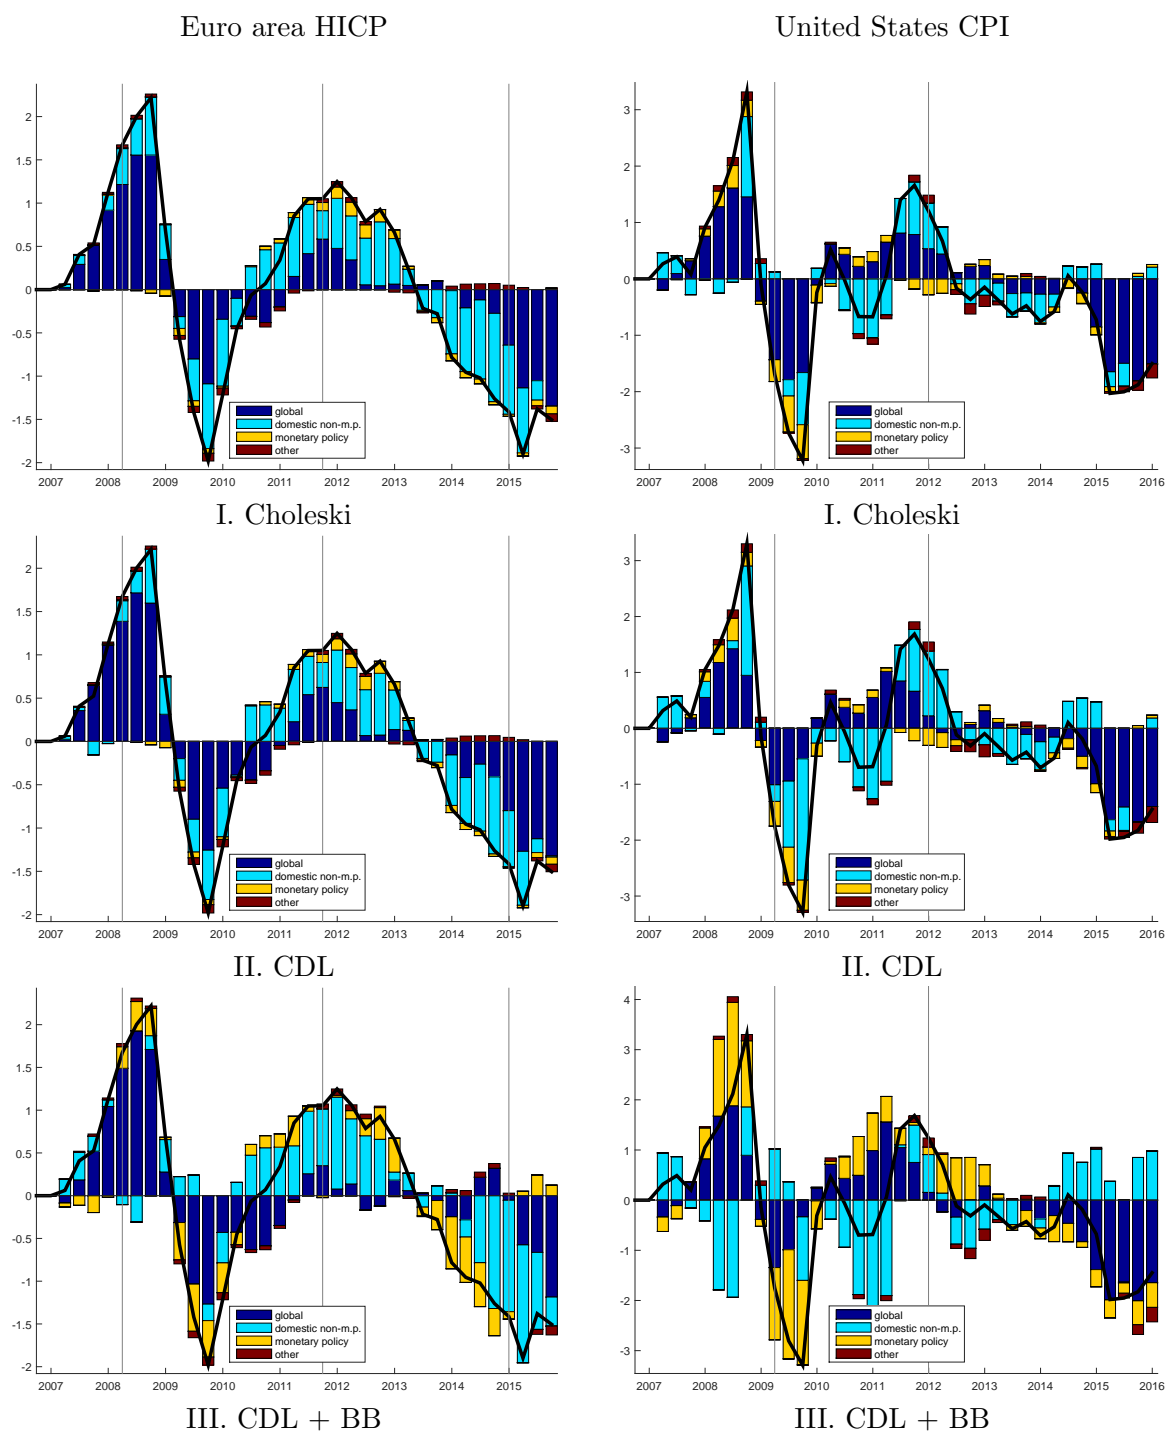 Euro area HICP
United States CPI
2
1.5
1
0.5
0
-0.5
-1
-1.5
-2
2007 2008 2009 2010 2011 2012 2013 2014 2015
global
domestic non-m.p.
monetary policy
other
3
2
1
0
-1
-2
-3
2007 2008 2009 2010 2011 2012 2013 2014 2015 2016
global
domestic non-m.p.
monetary policy
other
I. Choleski
I. Choleski
2
1.5
1
0.5
0
-0.5
-1
-1.5
-2
2007 2008 2009 2010 2011 2012 2013 2014 2015
global
domestic non-m.p.
monetary policy
other
3
2
1
0
-1
-2
-3
2007 2008 2009 2010 2011 2012 2013 2014 2015 2016
global
domestic non-m.p.
monetary policy
other
II. CDL
II. CDL
2
1.5
1
0.5
0
-0.5
-1
-1.5
-2
2007 2008 2009 2010 2011 2012 2013 2014 2015
global
domestic non-m.p.
monetary policy
other
4
3
2
1
0
-1
-2
-3
2007 2008 2009 2010 2011 2012 2013 2014 2015 2016
global
domestic non-m.p.
monetary policy
other
III. CDL + BB
III. CDL + BB